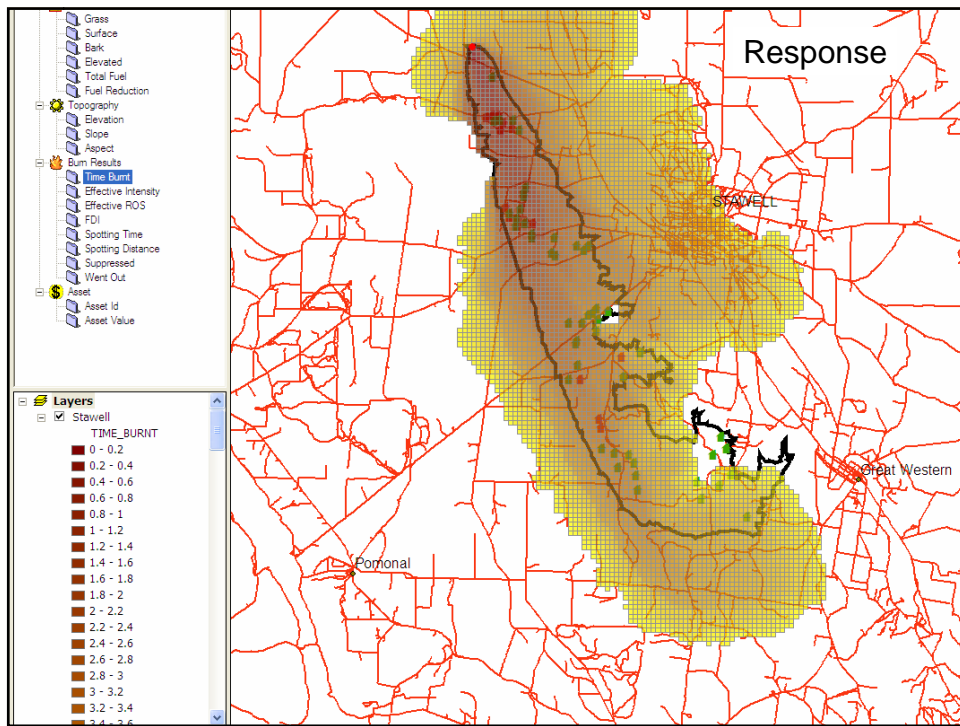 Grass
Surface
Bark
Elevated
Total Fuel
Fuel Reduction
Topography
Elevation
Slope
Aspect
Burn Results
Time Burnt
Effective Intensity
Effective ROS
FDI
Spotting Time
Spotting Distance
Suppressed
Went Out
Asset
Asset Id
Asset Value
Layers
Stawell
TIME_BURNT
0 - 0.2
0.2 - 0.4
0.4 - 0.6
0.6 - 0.8
0.8 - 1
1 - 1.2
1.2 - 1.4
1.4 - 1.6
1.6 - 1.8
1.8 - 2
2 - 2.2
2.2 - 2.4
2.4 - 2.6
2.6 - 2.8
2.8 - 3
3 - 3.2
3.2 - 3.4
3.4 - 3.6
Response
STAWELL
Great Western
Pomonal